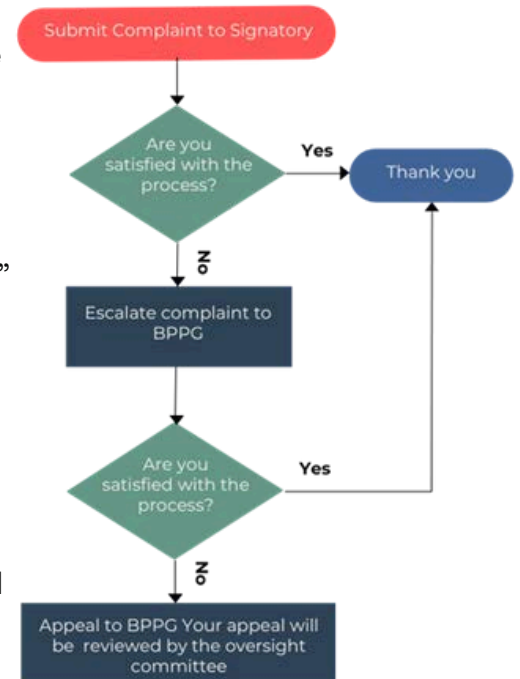 Submit Complaint to Signatory
Are you
satisfied with the
process?
Yes
Thank you
No
”
Escalate complaint to
BPPG
Are you
satisfied with the
process?
Yes
No
Appeal to BPPG Your appeal will
be reviewed by the oversight
committee